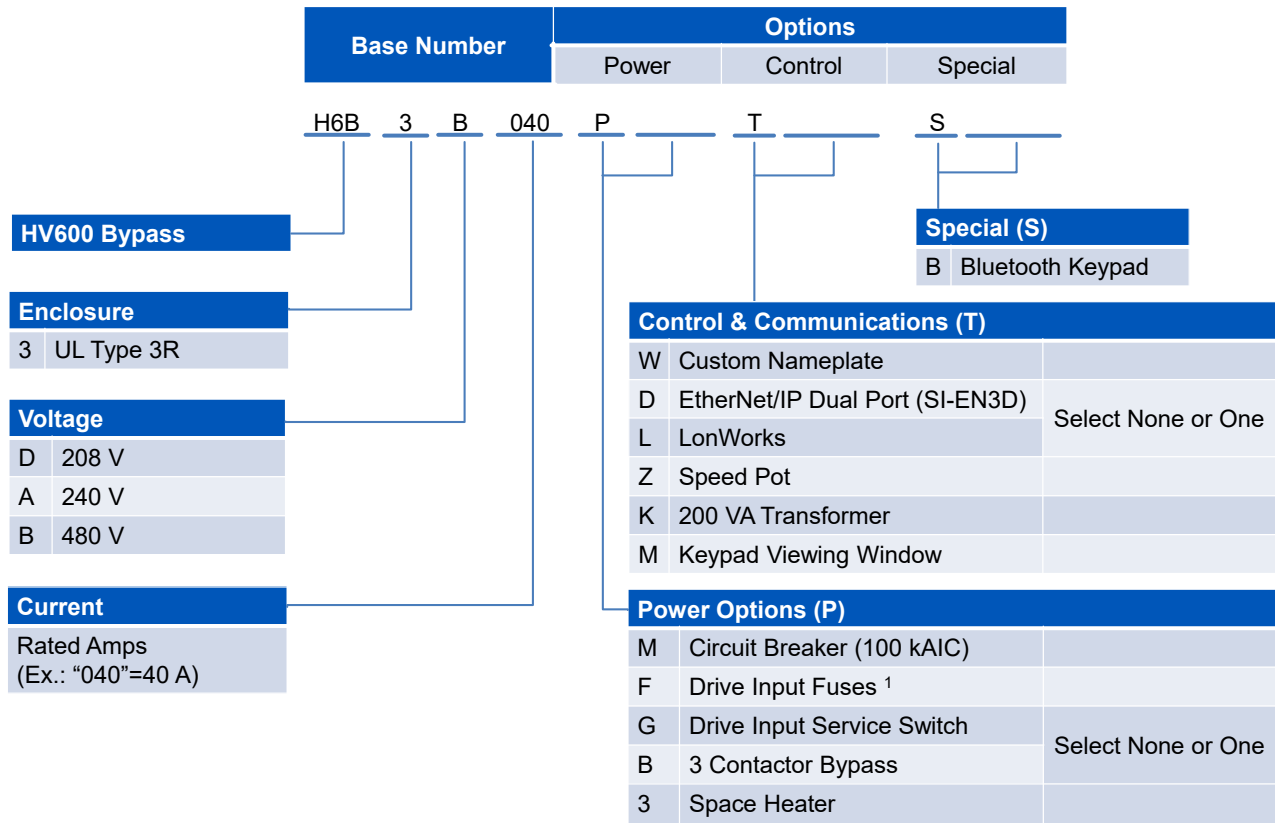 Base Number
Options
Power Control Special
H6B 3 B 040 P T S
HV600 Bypass
Special (S)
B Bluetooth Keypad
Enclosure
3 UL Type 3R
Control & Communications (T)
W Custom Nameplate
D EtherNet/IP Dual Port (SI-EN3D)
Select None or One
L LonWorks
Z Speed Pot
K 200 VA Transformer
M Keypad Viewing Window
Voltage
D 208 V
A 240 V
B 480 V
Current
Rated Amps
(Ex.: “040”=40 A)
Power Options (P)
M Circuit Breaker (100 kAIC)
F Drive Input Fuses 1
G Drive Input Service Switch
Select None or One
B 3 Contactor Bypass
3 Space Heater